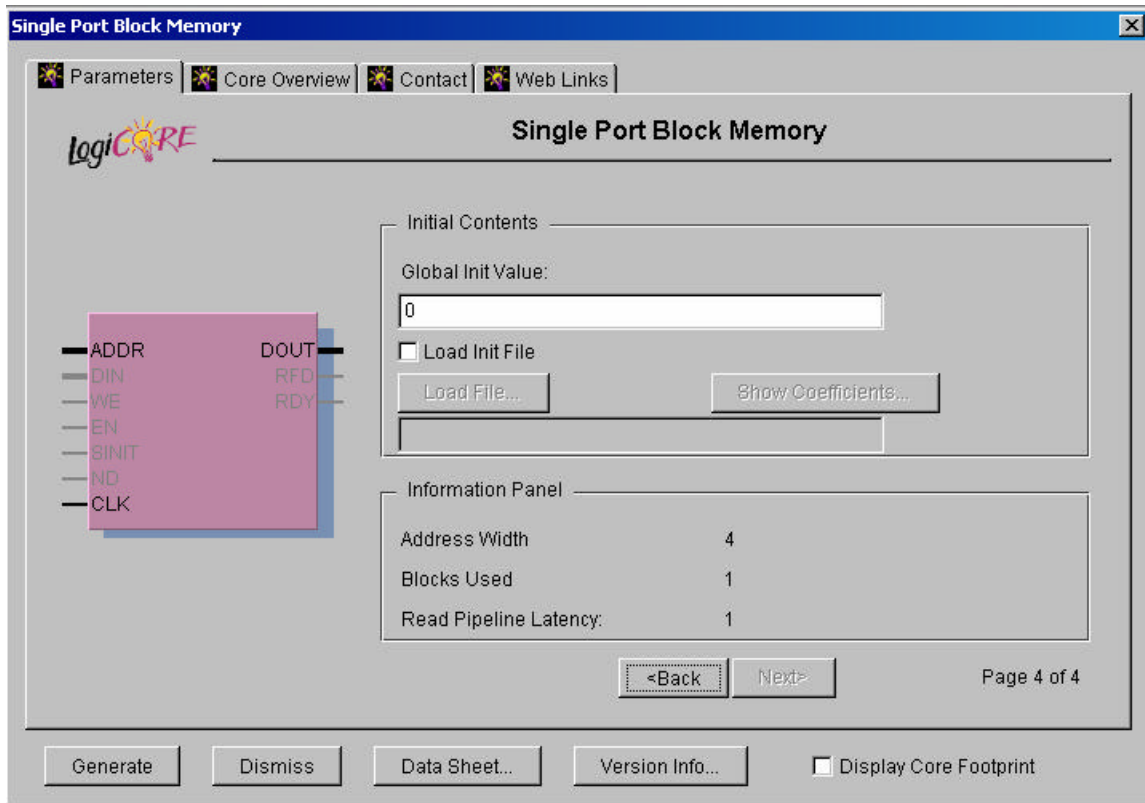 Single Port Block Memory
Parameters
Core Overview
Contact
Web Links
LogiCORE
Single Port Block Memory
Initial Contents
Global Init Value:
0
Load Init File
Load File...
Show Coefficients...
ADDR
DIN
WE
EN
SINIT
ND
CLK
DOUT
RFD
RDY
Information Panel
Address Width 4
Blocks Used 1
Read Pipeline Latency: 1
<Back
Next>
Page 4 of 4
Generate
Dismiss
Data Sheet...
Version Info...
Display Core Footprint